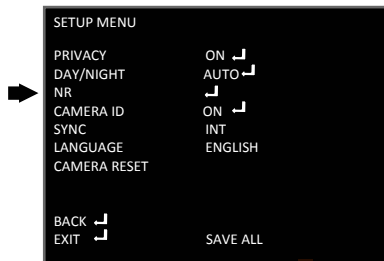 SETUP MENU
PRIVACY ON ↵
DAY/NIGHT AUTO ↵
NR ↵
CAMERA ID ON ↵
SYNC INT
LANGUAGE ENGLISH
CAMERA RESET
BACK ↵
EXIT ↵ SAVE ALL